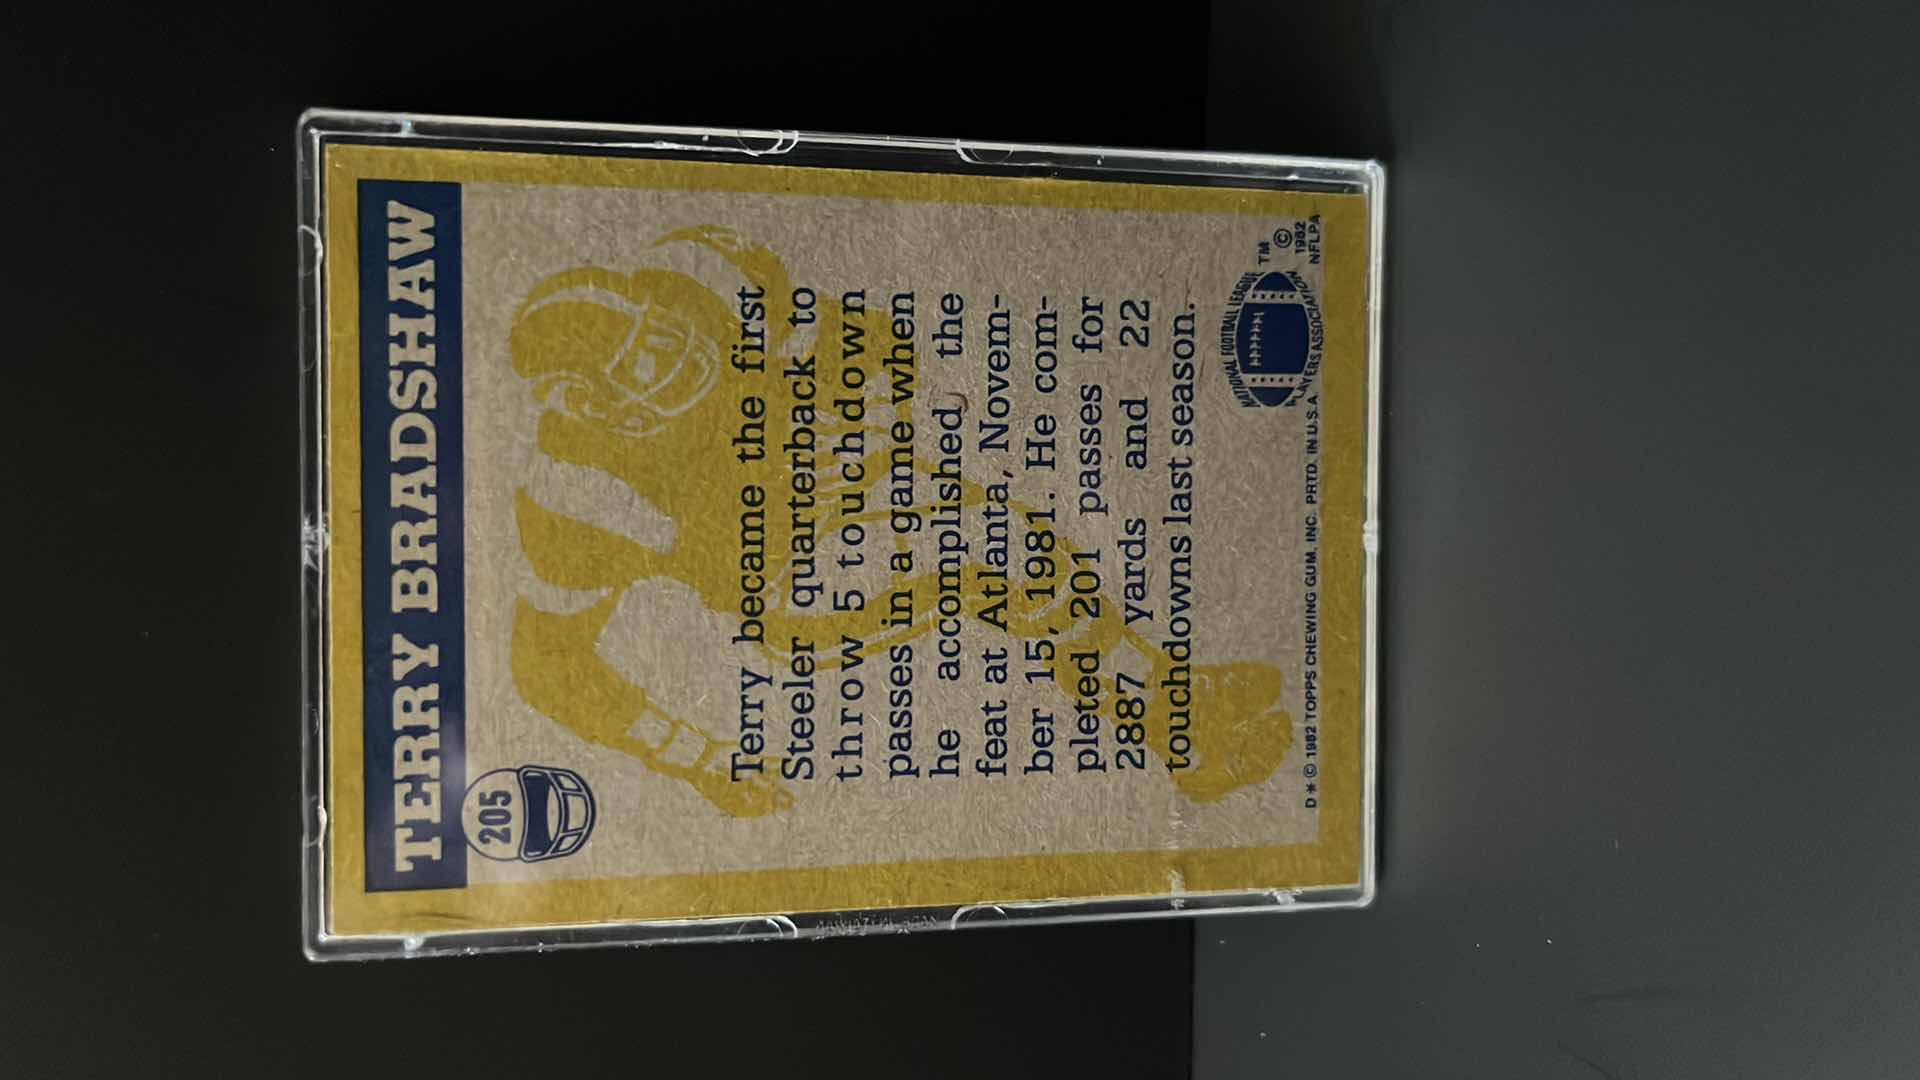 TERRY BRADSHAW
205
Terry became the first
Steeler quarterback to
throw 5 touchdown
passes in a game when
he accomplished the
feat at Atlanta, Novem-
ber 15, 1981. He com-
pleted 201 passes for
2887 yards and 22
touchdowns last season.
NATIONAL FOOTBALL LEAGUE
PLAYERS ASSOCIATION
TM
©
1982
NFLPA
D* © 1982 TOPPS CHEWING GUM, INC. PRTD. IN U.S.A.